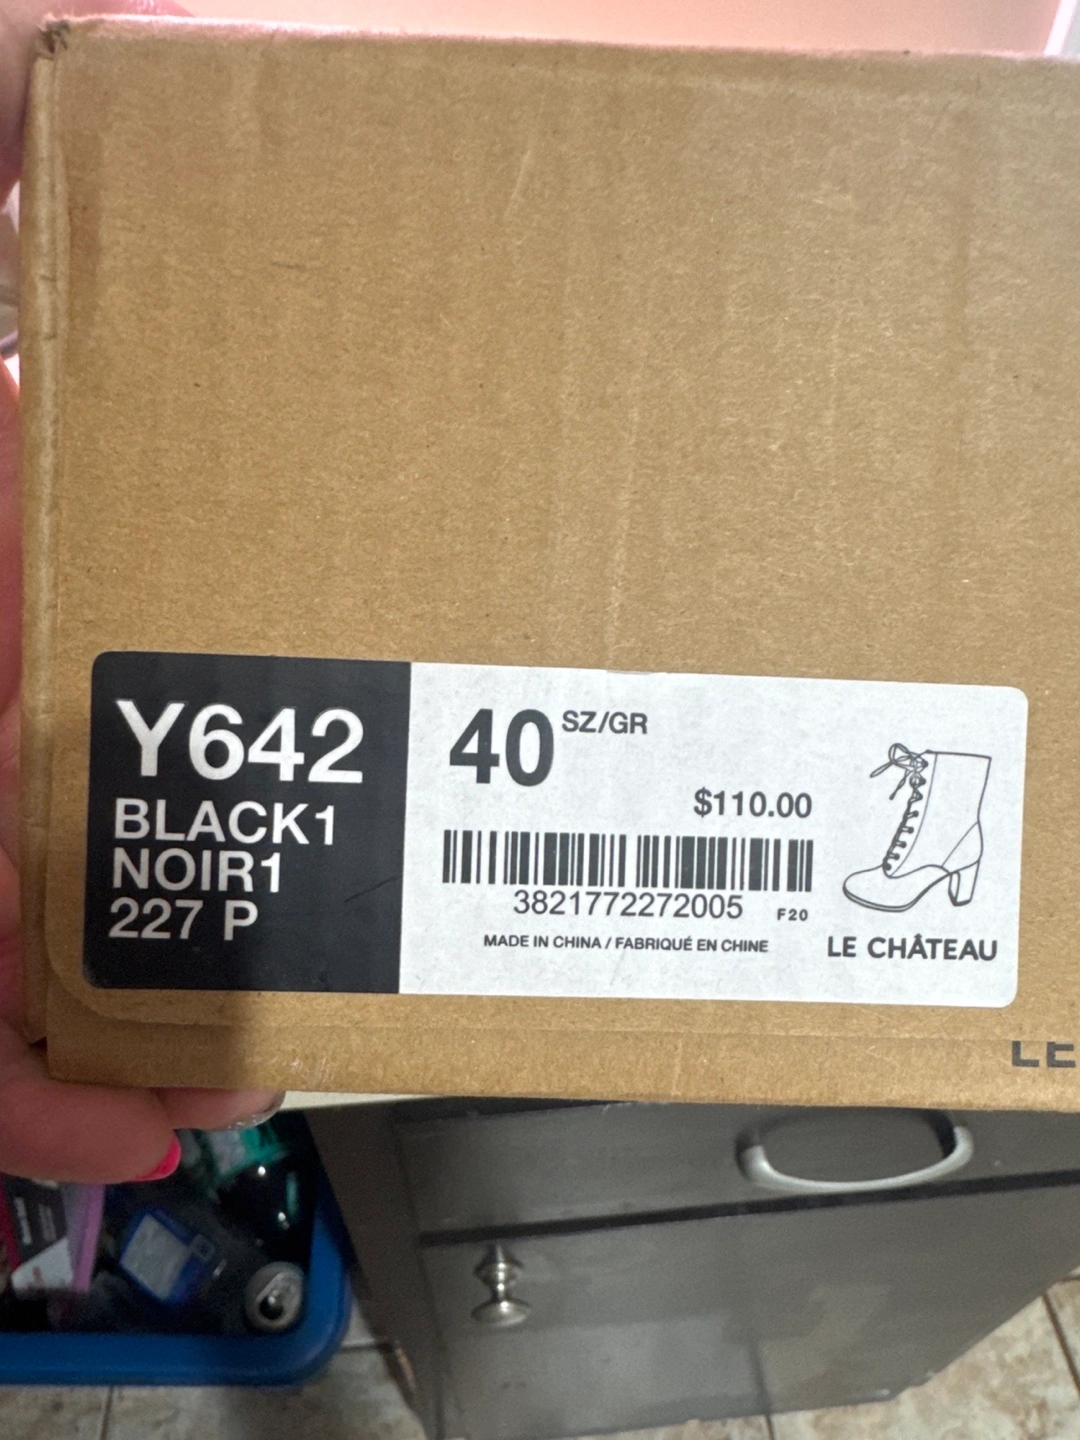 Y642
BLACK1
NOIR1
227 P
40 SZ/GR
$110.00
3821772272005
F20
MADE IN CHINA / FABRIQUÉ EN CHINE
LE CHÂTEAU
LE